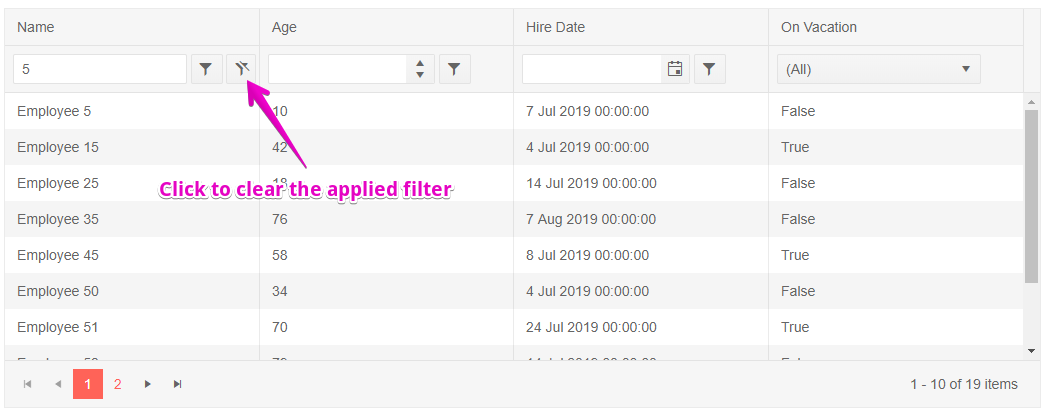 Name Age Hire Date On Vacation
5 (All)
Employee 5 10 7 Jul 2019 00:00:00 False
Employee 15 42 4 Jul 2019 00:00:00 True
Employee 25 18 14 Jul 2019 00:00:00 False
Click to clear the applied filter
Employee 35 76 7 Aug 2019 00:00:00 False
Employee 45 58 8 Jul 2019 00:00:00 True
Employee 50 34 4 Jul 2019 00:00:00 False
Employee 51 70 24 Jul 2019 00:00:00 True
1 2 1 - 10 of 19 items